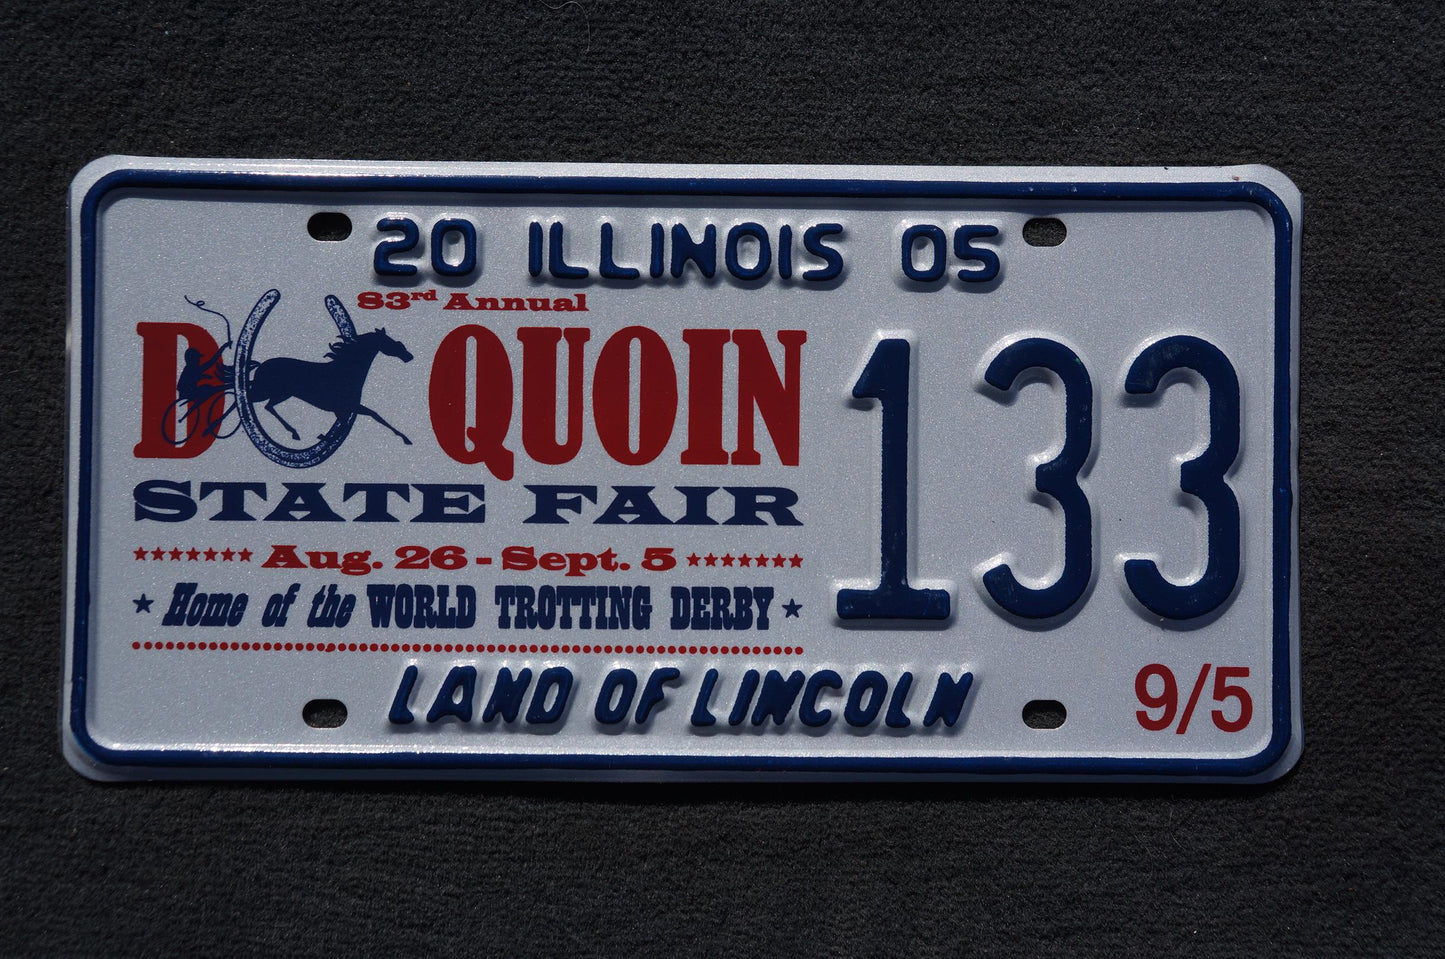 20 ILLINOIS 05
83rd Annual
DU QUOIN
STATE FAIR
Aug. 26 - Sept. 5
Home of the WORLD TROTTING DERBY
133
LAND OF LINCOLN
9/5